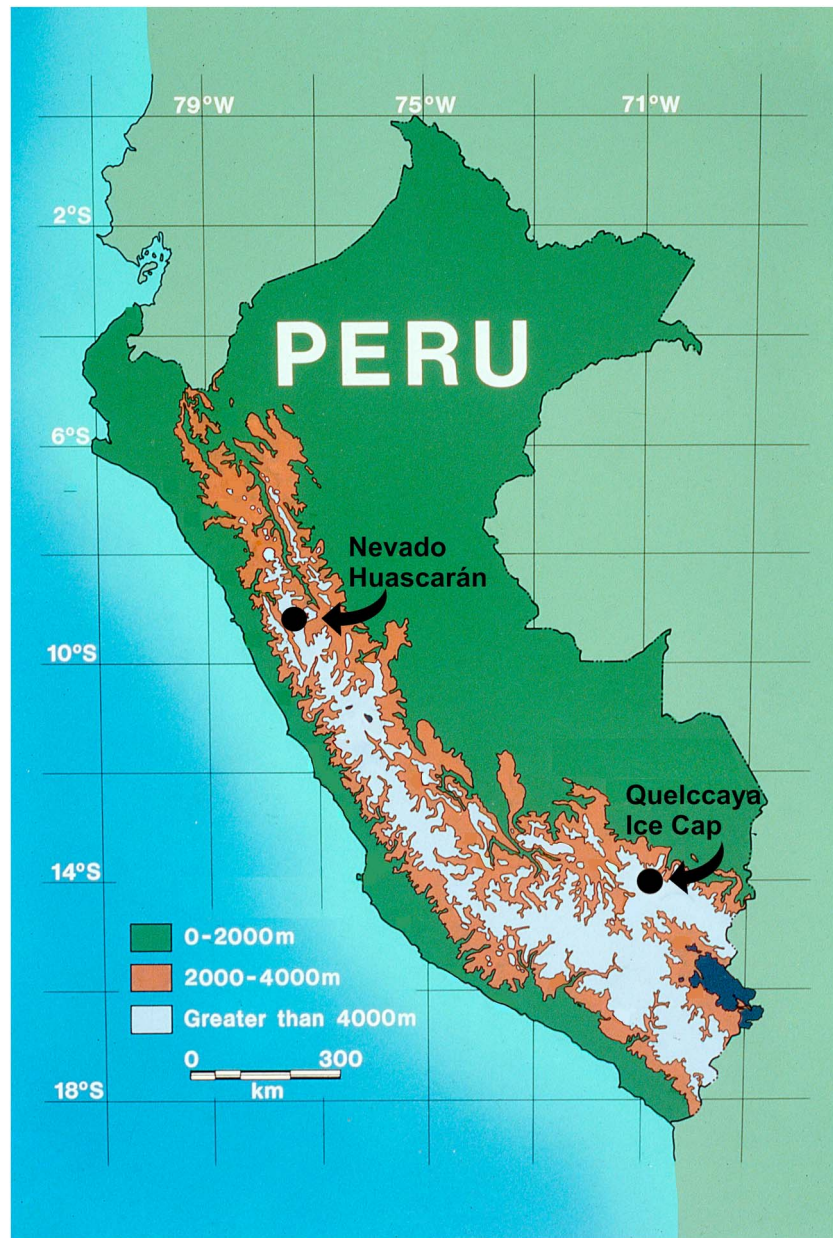 79°W 75°W 71°W
2°S
PERU
6°S
Nevado
Huascarán
10°S
Quelccaya
Ice Cap
14°S
0-2000m
2000-4000m
Greater than 4000m
0 300
km
18°S